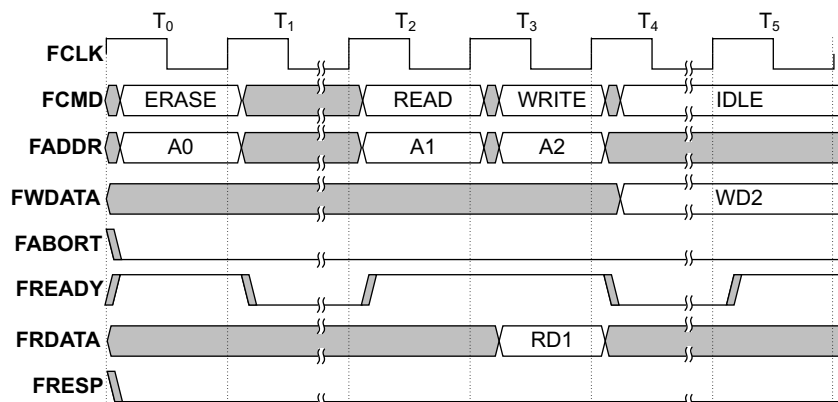 T0 T1 T2 T3 T4 T5
FCLK
FCMD ERASE READ WRITE IDLE
FADDR A0 A1 A2
FWDATA WD2
FABORT
FREADY
FRDATA RD1
FRESP